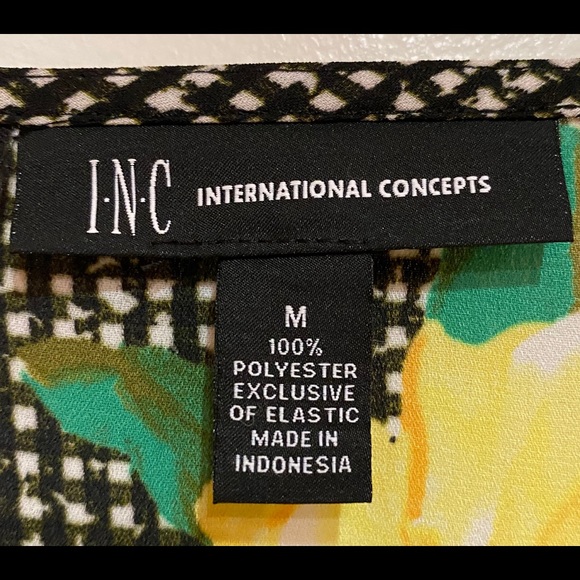 I·N·C INTERNATIONAL CONCEPTS
M
100%
POLYESTER
EXCLUSIVE
OF ELASTIC
MADE IN
INDONESIA